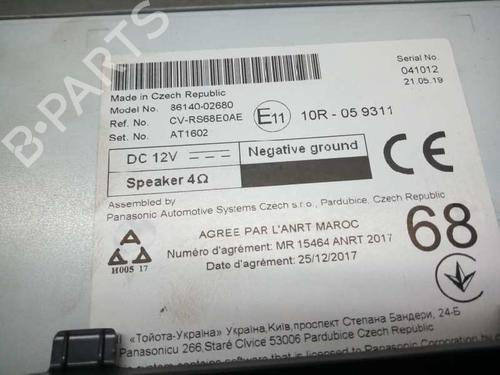 B-PARTS
Serial No.
041012
21.05.19
Made in Czech Republic
Model No. 86140-02680
Ref. No. CV-RS68E0AE
Set. No. AT1602
E11 10R - 05 9311
DC 12V
Negative ground
Speaker 4Ω
CE
Assembled by
Panasonic Automotive Systems Czech s.r.o., Pardubice, Czech Republic
AGREE PAR L'ANRT MAROC
Numéro d'agrément: MR 15464 ANRT 2017
Date d'agrément: 25/12/2017
68
H005 17
"Тойота-Україна" Україна, Київ, проспект Степана Бандери, 24-Б
Panasonicu 266, Staré Cívice 53006 Pardubice Czech Republic